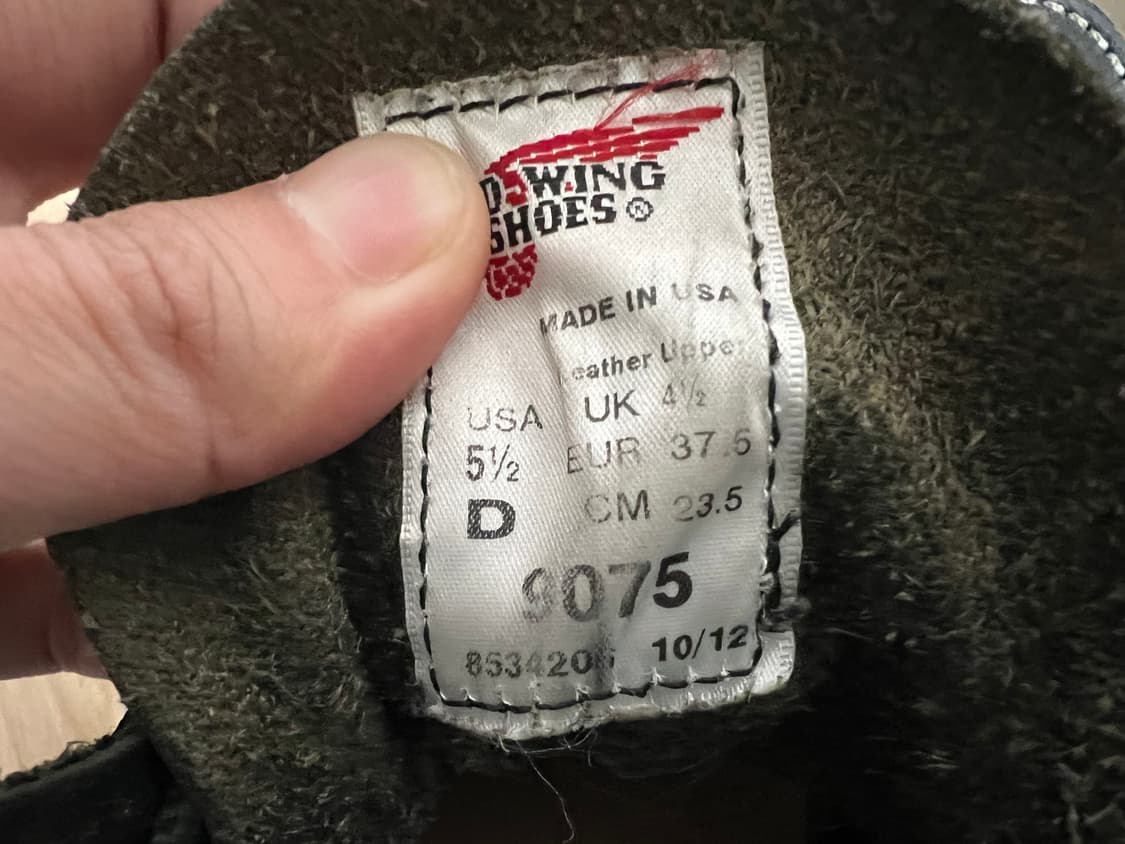 D WING
SHOES ®
MADE IN USA
eather Upper
USA UK 4½
5½ EUR 37.5
D CM 23.5
9075
10/12